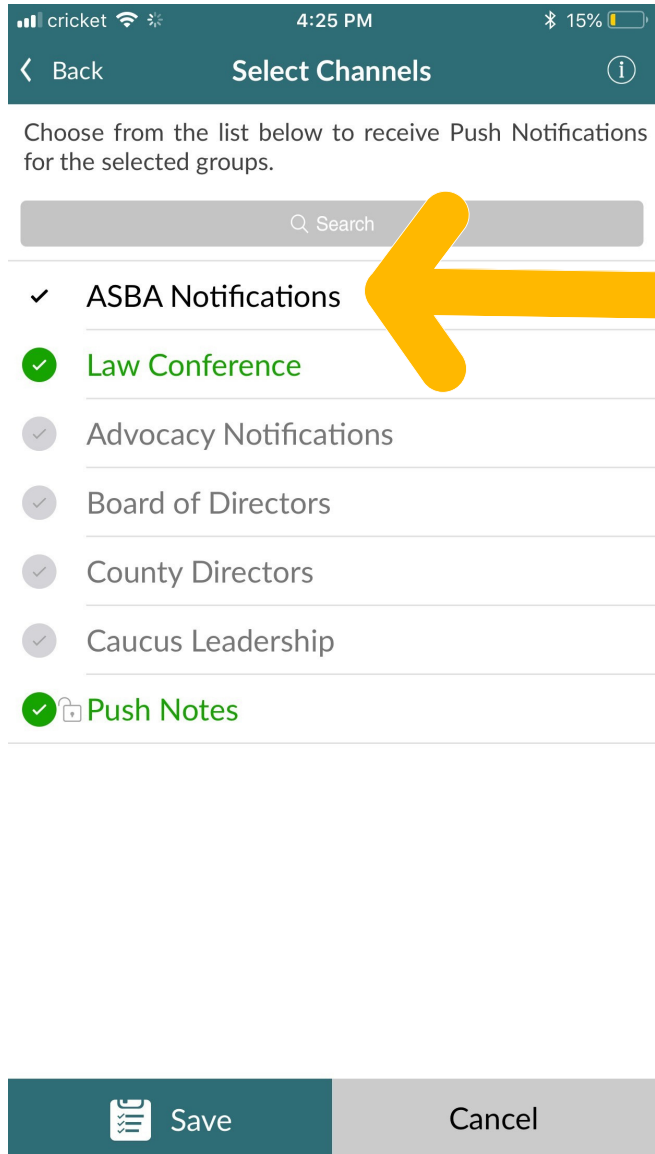 cricket 4:25 PM 15%
Back Select Channels i
Choose from the list below to receive Push Notifications
for the selected groups.
Search
ASBA Notifications
Law Conference
Advocacy Notifications
Board of Directors
County Directors
Caucus Leadership
Push Notes
Save Cancel